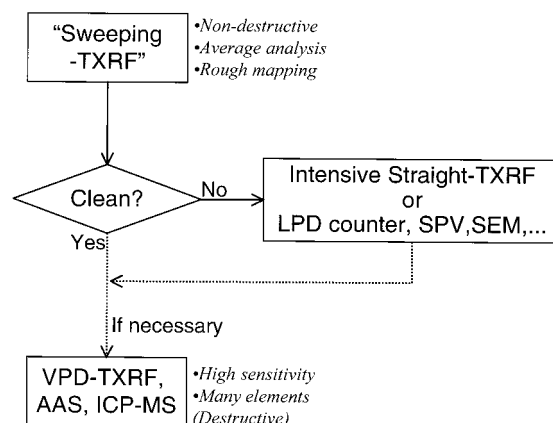 “Sweeping
-TXRF”
•Non-destructive
•Average analysis
•Rough mapping
Clean?
No
Yes
Intensive Straight-TXRF
or
LPD counter, SPV,SEM,...
If necessary
VPD-TXRF,
AAS, ICP-MS
•High sensitivity
•Many elements
(Destructive)